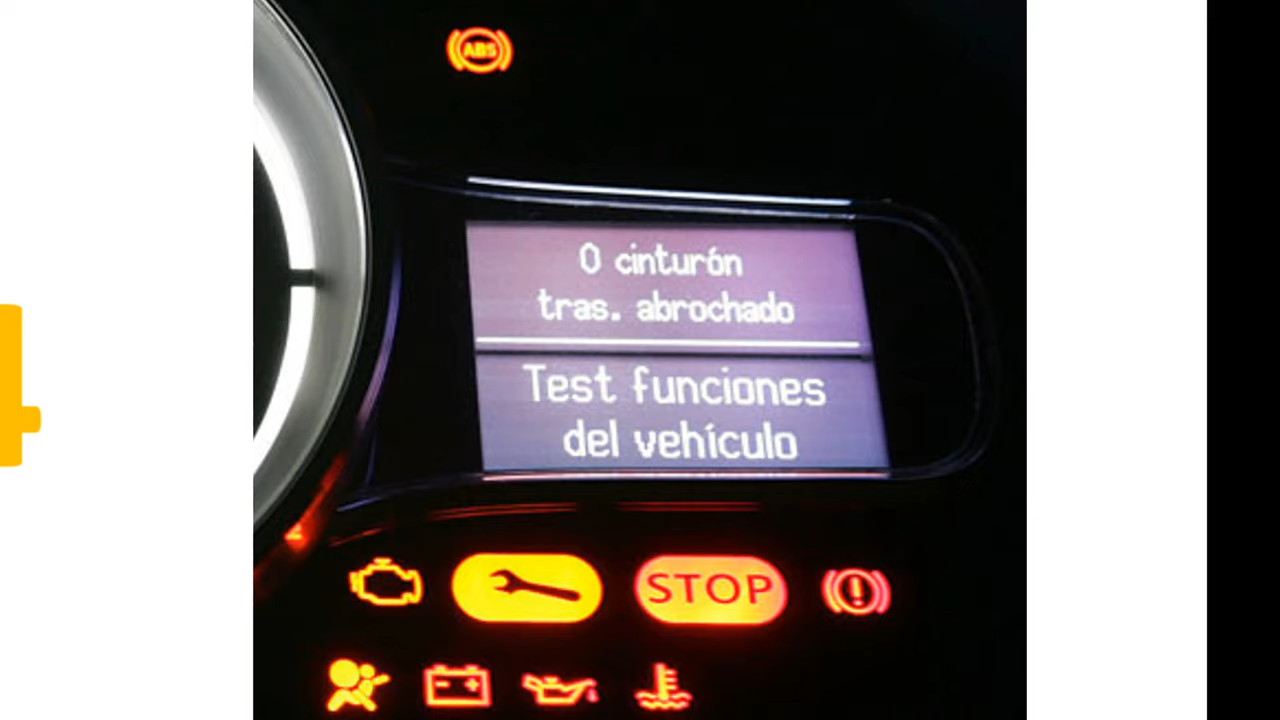 ABS
0 cinturón
tras. abrochado
Test funciones
del vehículo
STOP